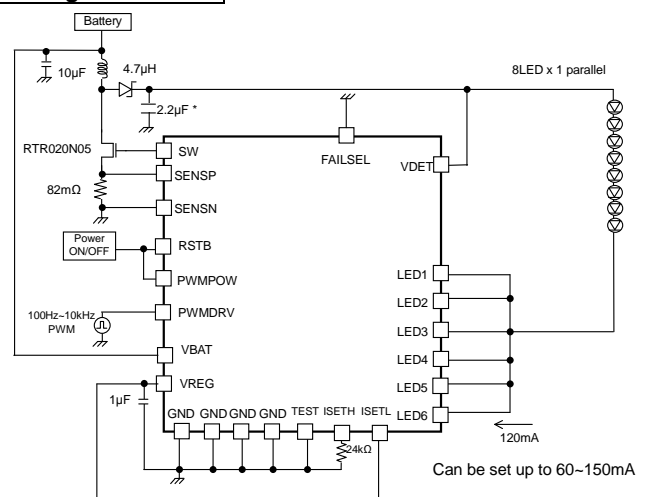 Battery
10µF
4.7µH
2.2µF *
8LED x 1 parallel
RTR020N05
82mΩ
SW
SENSP
SENSN
FAILSEL
VDET
Power
ON/OFF
RSTB
PWMPOW
100Hz~10kHz
PWM
PWMDRV
VBAT
VREG
1µF
LED1
LED2
LED3
LED4
LED5
LED6
GND GND GND GND TEST ISETH ISETL
24kΩ
120mA
Can be set up to 60~150mA